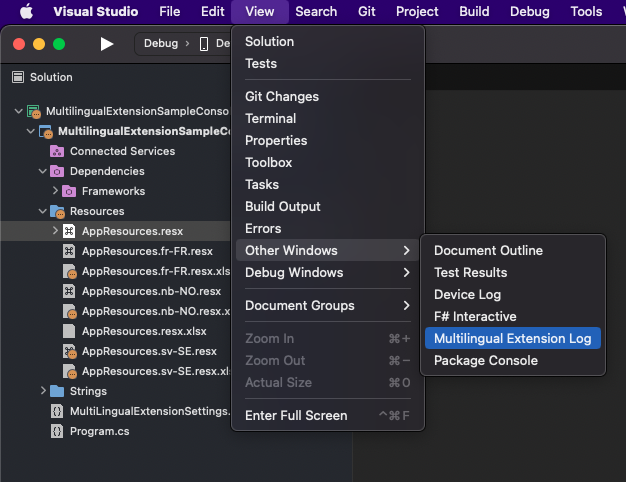 Visual Studio File Edit View Search Git Project Build Debug Tools
Debug >
Solution
MultilingualExtensionSampleConso
MultilingualExtensionSampleCo
Connected Services
Dependencies
Frameworks
Resources
AppResources.resx
AppResources.fr-FR.resx
AppResources.fr-FR.resx.xls
AppResources.nb-NO.resx
AppResources.nb-NO.resx.x
AppResources.resx.xlsx
AppResources.sv-SE.resx
AppResources.sv-SE.resx.xls
Strings
MultiLingualExtensionSettings.
Program.cs
Solution
Tests
Git Changes
Terminal
Properties
Toolbox
Tasks
Build Output
Errors
Other Windows
Debug Windows
Document Groups
Zoom In ⌘+
Zoom Out ⌘−
Actual Size ⌘0
Enter Full Screen ^⌘F
Document Outline
Test Results
Device Log
F# Interactive
Multilingual Extension Log
Package Console